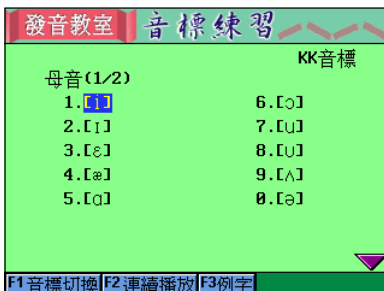 發音教室 音標練習
KK音標
母音(1/2)
1.[i] 6.[ɔ]
2.[ɪ] 7.[u]
3.[ɛ] 8.[ᴜ]
4.[æ] 9.[ʌ]
5.[ɑ] 0.[ə]
F1音標切換 F2連續播放 F3例字